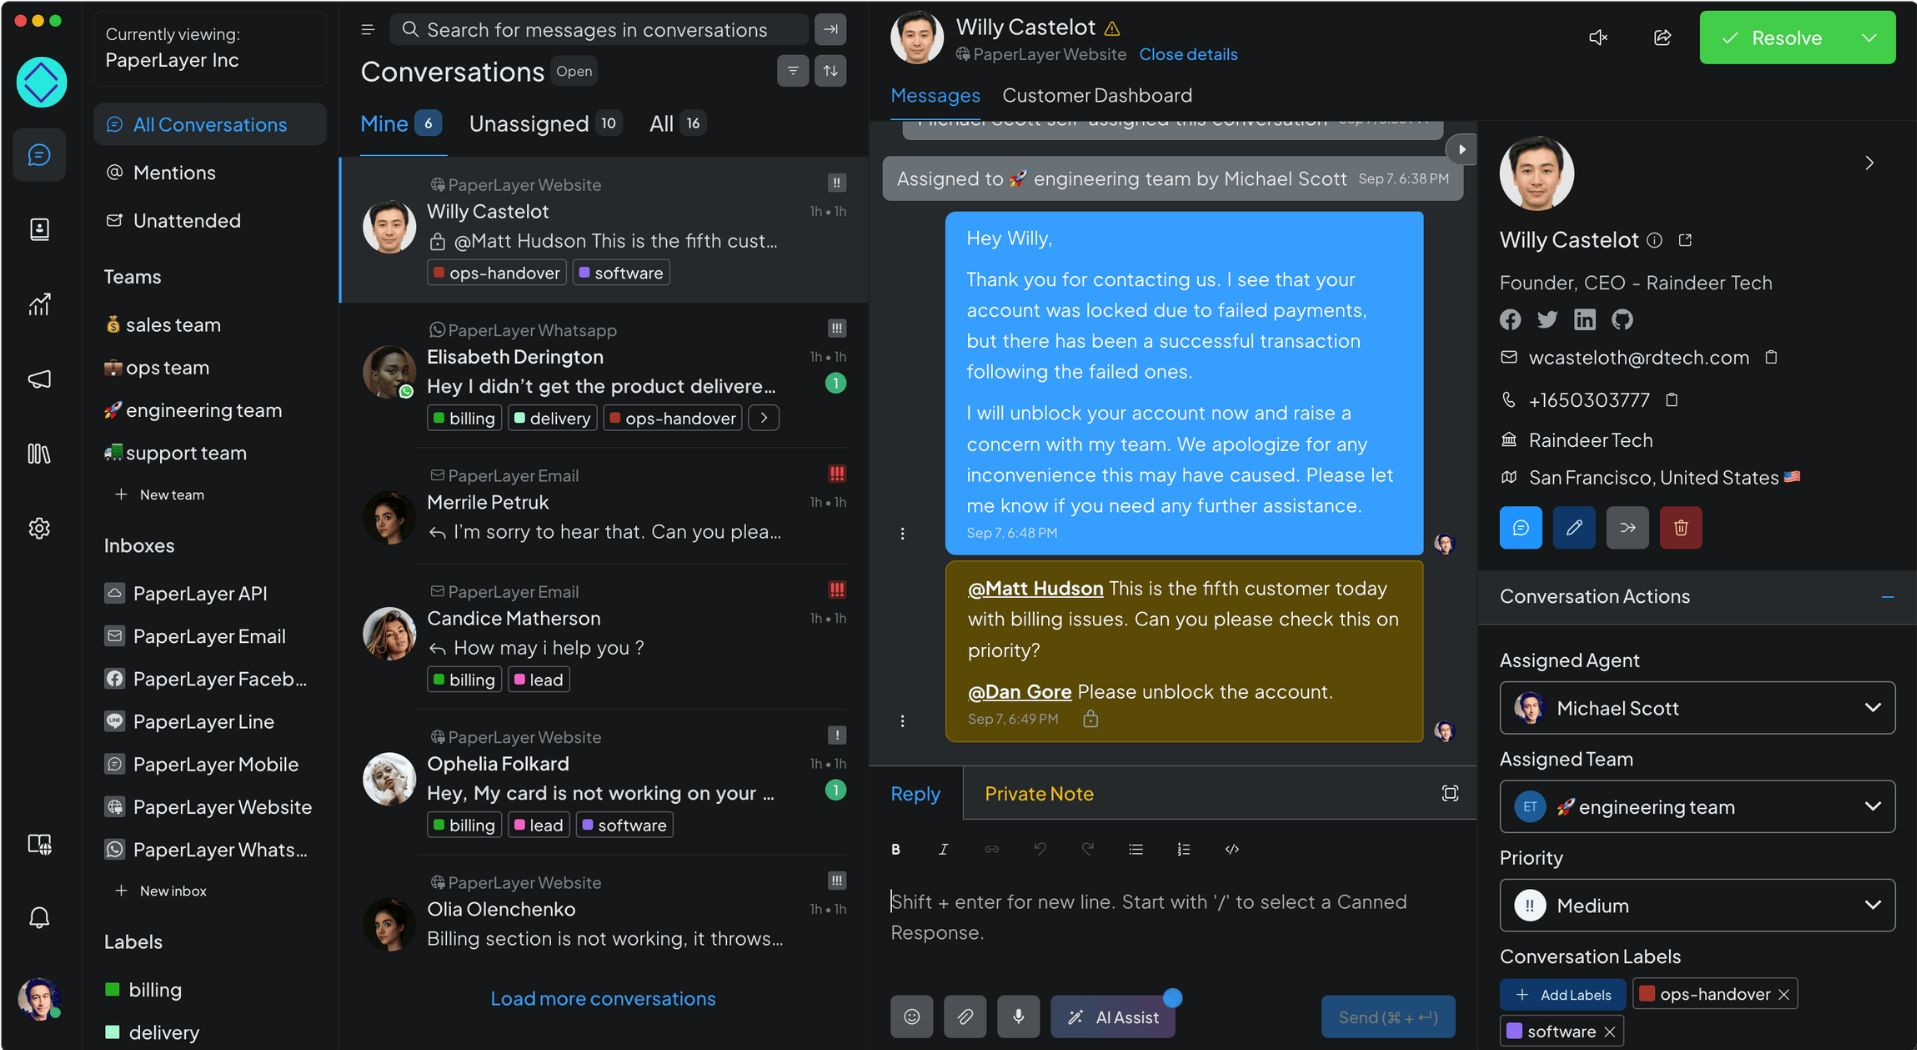 Currently viewing:
PaperLayer Inc
All Conversations
Mentions
Unattended
Teams
sales team
ops team
engineering team
support team
New team
Inboxes
PaperLayer API
PaperLayer Email
PaperLayer Faceb...
PaperLayer Line
PaperLayer Mobile
PaperLayer Website
PaperLayer Whats...
New inbox
Labels
billing
delivery
Search for messages in conversations
Conversations Open
Mine 6 Unassigned 10 All 16
PaperLayer Website
Willy Castelot 1h • 1h
@Matt Hudson This is the fifth cust...
ops-handover software
PaperLayer Whatsapp
Elisabeth Derington 1h • 1h
Hey I didn't get the product delivere... 1
billing delivery ops-handover
PaperLayer Email
Merrile Petruk 1h • 1h
I'm sorry to hear that. Can you plea...
PaperLayer Email
Candice Matherson 1h • 1h
How may i help you ?
billing lead
PaperLayer Website
Ophelia Folkard 1h • 1h
Hey, My card is not working on your ... 1
billing lead software
PaperLayer Website
Olia Olenchenko 1h • 1h
Billing section is not working, it throws...
Load more conversations
Willy Castelot
PaperLayer Website Close details
Resolve
Messages Customer Dashboard
Michael Scott self-assigned this conversation
Assigned to 🚀 engineering team by Michael Scott Sep 7, 6:38 PM
Hey Willy,
Thank you for contacting us. I see that your
account was locked due to failed payments,
but there has been a successful transaction
following the failed ones.
I will unblock your account now and raise a
concern with my team. We apologize for any
inconvenience this may have caused. Please let
me know if you need any further assistance.
Sep 7, 6:48 PM
@Matt Hudson This is the fifth customer today
with billing issues. Can you please check this on
priority?
@Dan Gore Please unblock the account.
Sep 7, 6:49 PM
Reply Private Note
Shift + enter for new line. Start with '/' to select a Canned
Response.
AI Assist
Send (⌘ + ↵)
Willy Castelot
Founder, CEO - Raindeer Tech
wcasteloth@rdtech.com
+1650303777
Raindeer Tech
San Francisco, United States
Conversation Actions
Assigned Agent
Michael Scott
Assigned Team
ET 🚀 engineering team
Priority
!! Medium
Conversation Labels
+ Add Labels ops-handover
software